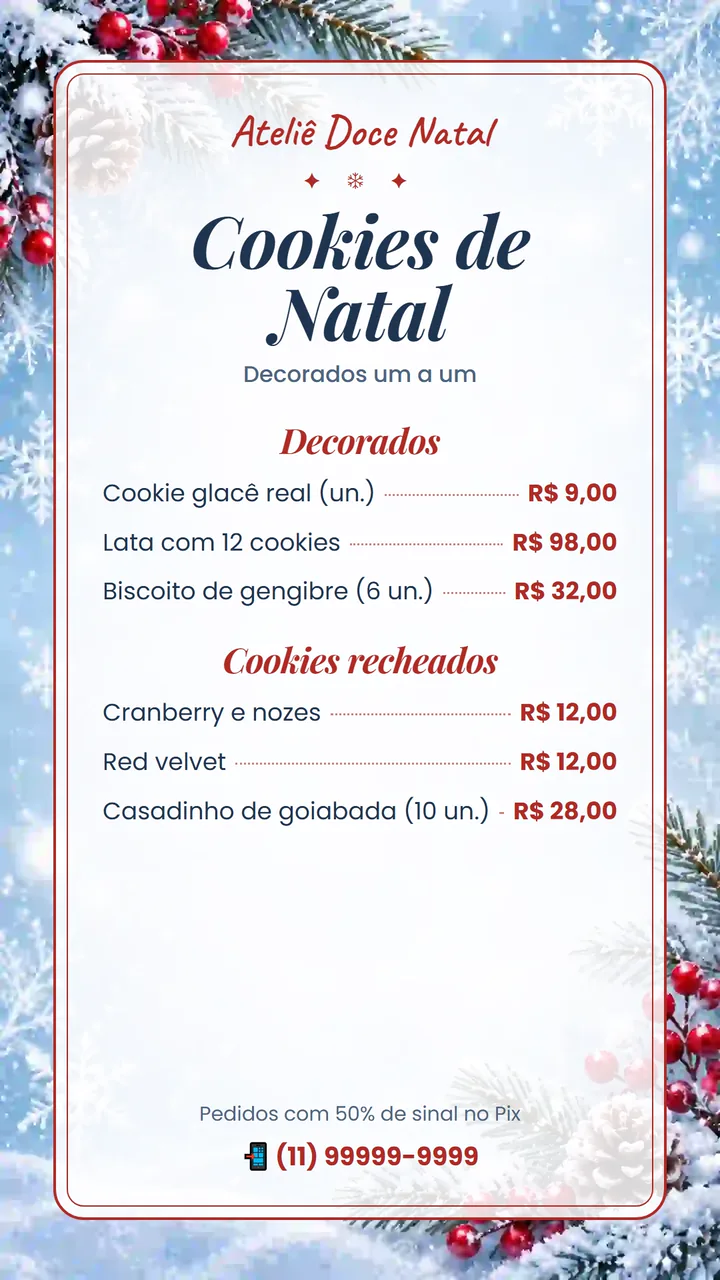 Ateliê Doce Natal
Cookies de
Natal
Decorados um a um
Decorados
Cookie glacê real (un.) R$ 9,00
Lata com 12 cookies R$ 98,00
Biscoito de gengibre (6 un.) R$ 32,00
Cookies recheados
Cranberry e nozes R$ 12,00
Red velvet R$ 12,00
Casadinho de goiabada (10 un.) R$ 28,00
Pedidos com 50% de sinal no Pix
📲 (11) 99999-9999